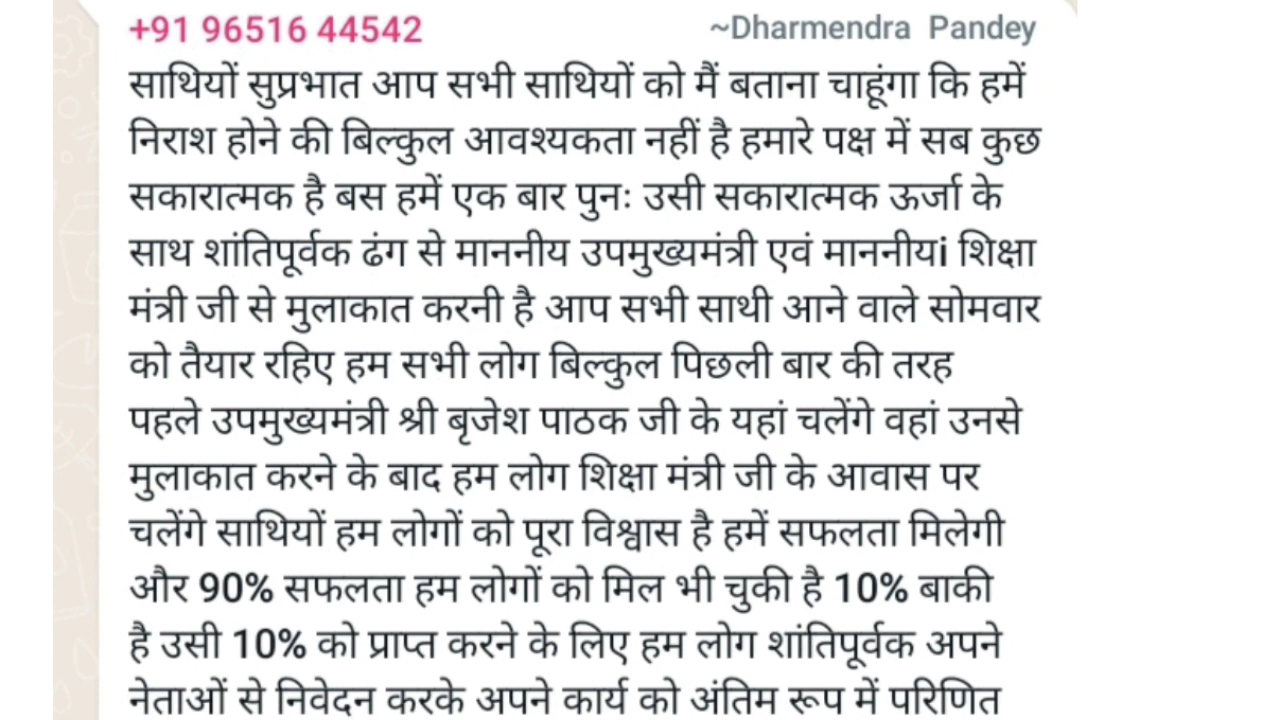 +91 96516 44542 ~Dharmendra Pandey
साथियों सुप्रभात आप सभी साथियों को मैं बताना चाहूंगा कि हमें
निराश होने की बिल्कुल आवश्यकता नहीं है हमारे पक्ष में सब कुछ
सकारात्मक है बस हमें एक बार पुनः उसी सकारात्मक ऊर्जा के
साथ शांतिपूर्वक ढंग से माननीय उपमुख्यमंत्री एवं माननीयi शिक्षा
मंत्री जी से मुलाकात करनी है आप सभी साथी आने वाले सोमवार
को तैयार रहिए हम सभी लोग बिल्कुल पिछली बार की तरह
पहले उपमुख्यमंत्री श्री बृजेश पाठक जी के यहां चलेंगे वहां उनसे
मुलाकात करने के बाद हम लोग शिक्षा मंत्री जी के आवास पर
चलेंगे साथियों हम लोगों को पूरा विश्वास है हमें सफलता मिलेगी
और 90% सफलता हम लोगों को मिल भी चुकी है 10% बाकी
है उसी 10% को प्राप्त करने के लिए हम लोग शांतिपूर्वक अपने
नेताओं से निवेदन करके अपने कार्य को अंतिम रूप में परिणित